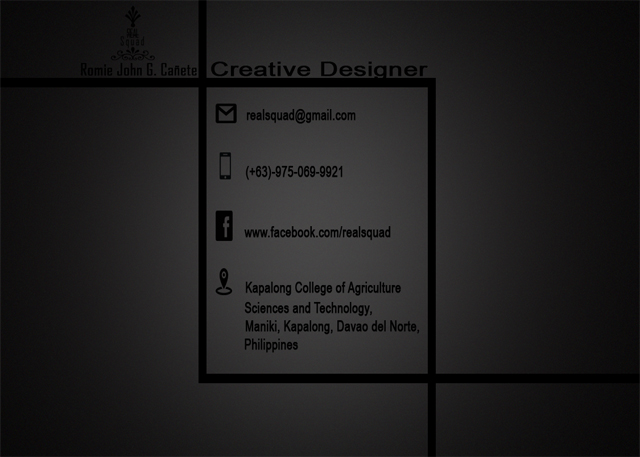 Squad
Romie John G. Cañete
Creative Designer
realsquad@gmail.com
(+63)-975-069-9921
www.facebook.com/realsquad
Kapalong College of Agriculture
Sciences and Technology,
Maniki, Kapalong, Davao del Norte,
Philippines